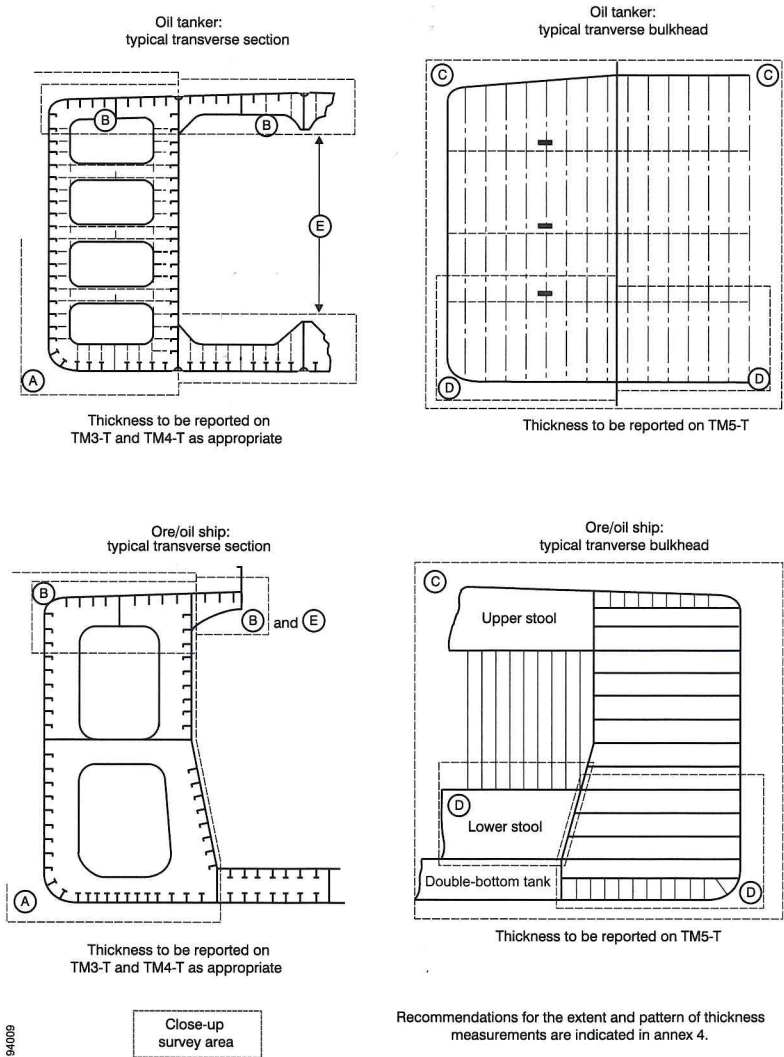 Oil tanker:
typical transverse section
B
B
E
A
Thickness to be reported on
TM3-T and TM4-T as appropriate
Oil tanker:
typical tranverse bulkhead
C
C
D
D
Thickness to be reported on TM5-T
Ore/oil ship:
typical transverse section
B
B and E
A
Thickness to be reported on
TM3-T and TM4-T as appropriate
Ore/oil ship:
typical tranverse bulkhead
C
Upper stool
D
Lower stool
Double-bottom tank
D
Thickness to be reported on TM5-T
94009
Close-up
survey area
Recommendations for the extent and pattern of thickness
measurements are indicated in annex 4.